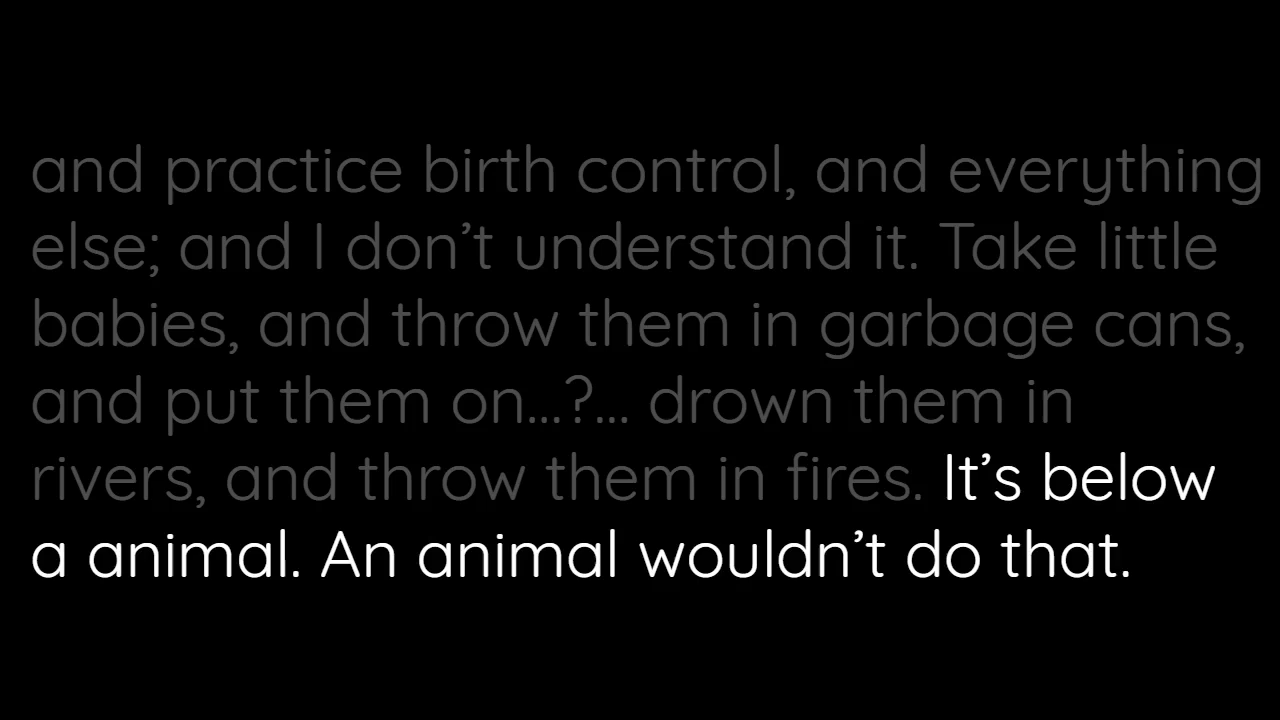 and practice birth control, and everything
else; and I don’t understand it. Take little
babies, and throw them in garbage cans,
and put them on...?... drown them in
rivers, and throw them in fires. It’s below
a animal. An animal wouldn’t do that.